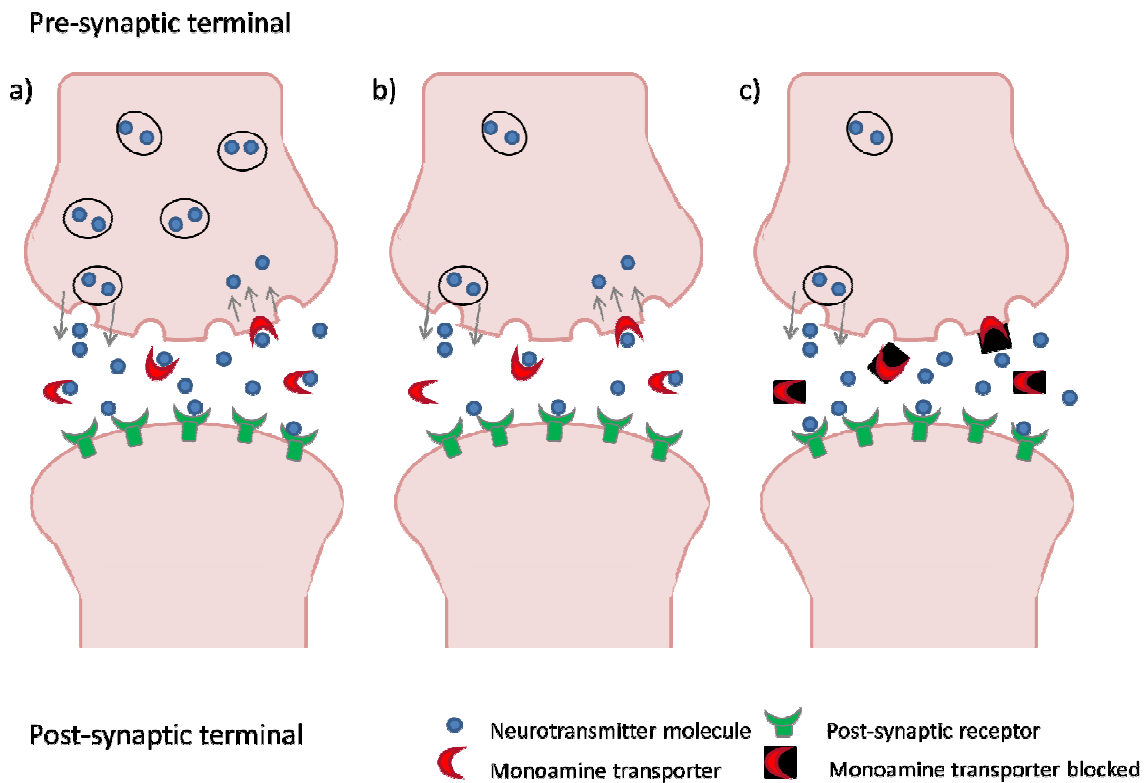 Pre-synaptic terminal
a)
b)
c)
Post-synaptic terminal
Neurotransmitter molecule
Post-synaptic receptor
Monoamine transporter
Monoamine transporter blocked